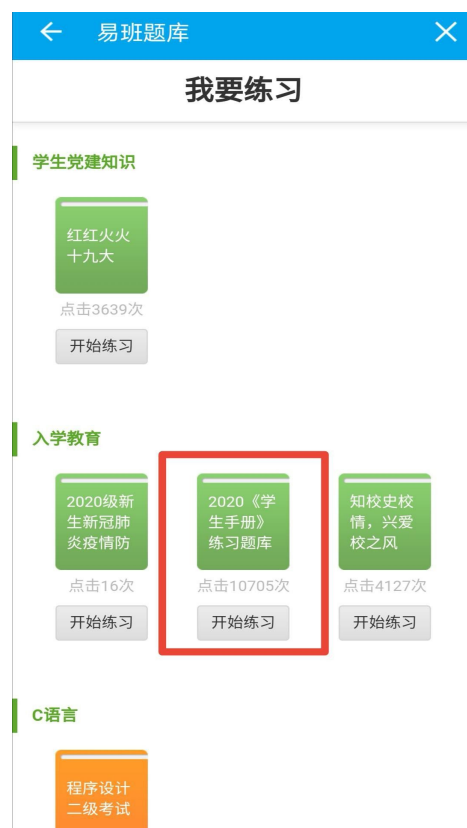 易班题库
我要练习
学生党建知识
红红火火
十九大
点击3639次
开始练习
入学教育
2020级新
生新冠肺
炎疫情防
点击16次
开始练习
2020《学
生手册》
练习题库
点击10705次
开始练习
知校史校
情，兴爱
校之风
点击4127次
开始练习
C语言
程序设计
二级考试